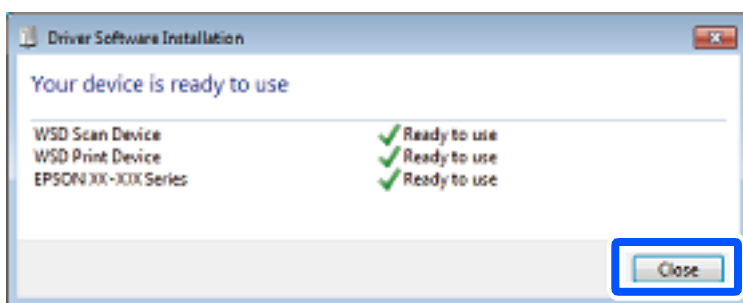 Driver Software Installation
Your device is ready to use
WSD Scan Device Ready to use
WSD Print Device Ready to use
EPSON XX-XXX Series Ready to use
Close